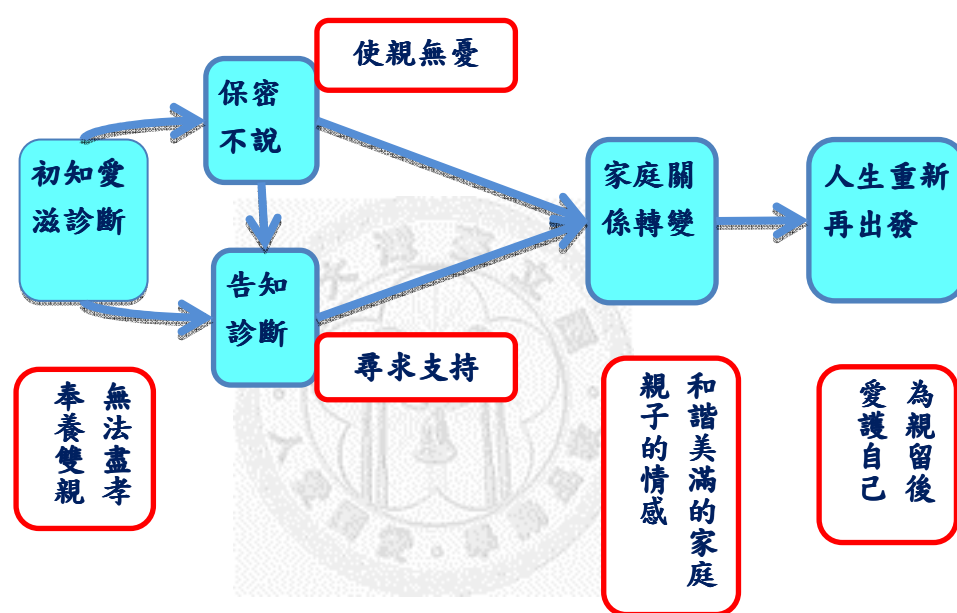 使親無憂
保密
不說
初知愛
滋診斷
告知
診斷
尋求支持
家庭關
係轉變
人生重新
再出發
無法盡孝
奉養雙親
和諧美滿的家庭
親子的情感
為親留後
愛護自己